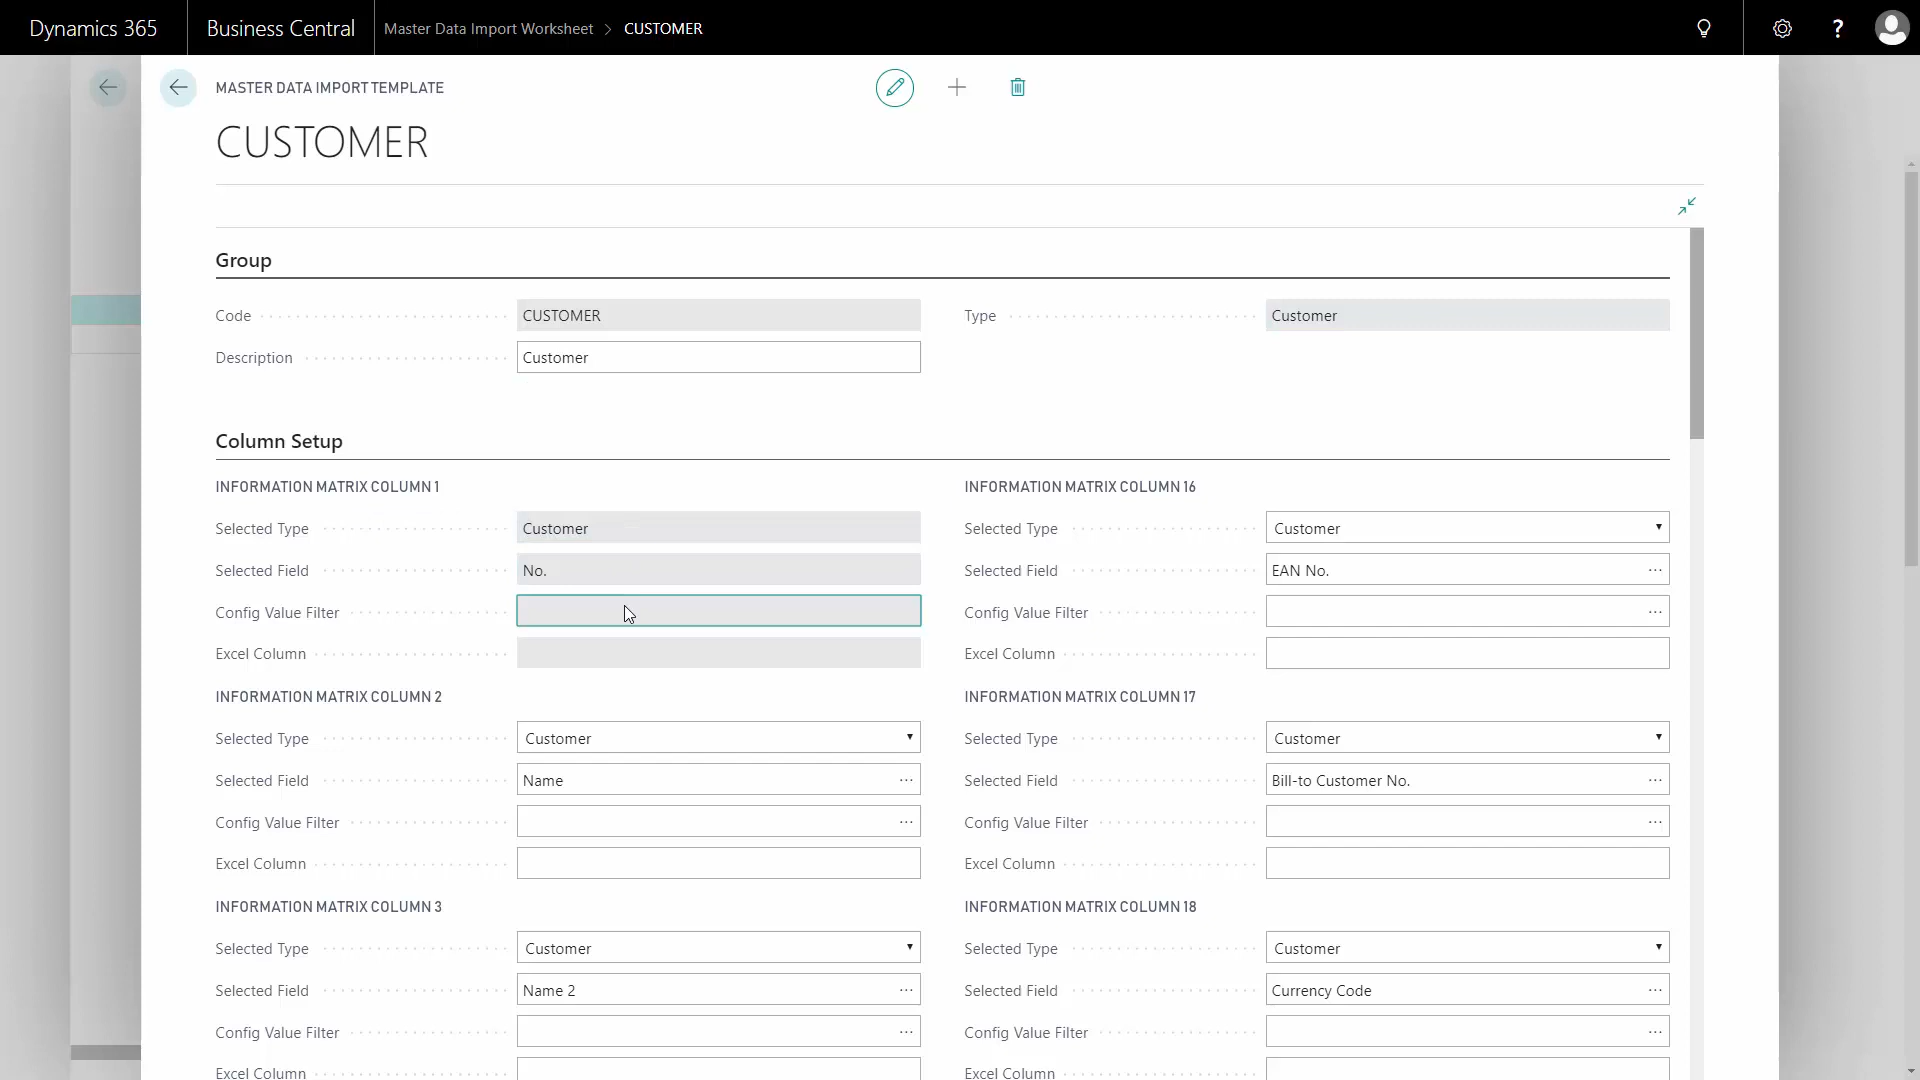 Dynamics 365
Business Central
Master Data Import Worksheet > CUSTOMER
?
MASTER DATA IMPORT TEMPLATE
CUSTOMER
Group
Code CUSTOMER
Type Customer
Description Customer
Column Setup
INFORMATION MATRIX COLUMN 1
Selected Type Customer
Selected Field No.
Config Value Filter
Excel Column
INFORMATION MATRIX COLUMN 2
Selected Type Customer
Selected Field Name
Config Value Filter
Excel Column
INFORMATION MATRIX COLUMN 3
Selected Type Customer
Selected Field Name 2
Config Value Filter
Excel Column
INFORMATION MATRIX COLUMN 16
Selected Type Customer
Selected Field EAN No.
Config Value Filter
Excel Column
INFORMATION MATRIX COLUMN 17
Selected Type Customer
Selected Field Bill-to Customer No.
Config Value Filter
Excel Column
INFORMATION MATRIX COLUMN 18
Selected Type Customer
Selected Field Currency Code
Config Value Filter
Excel Column